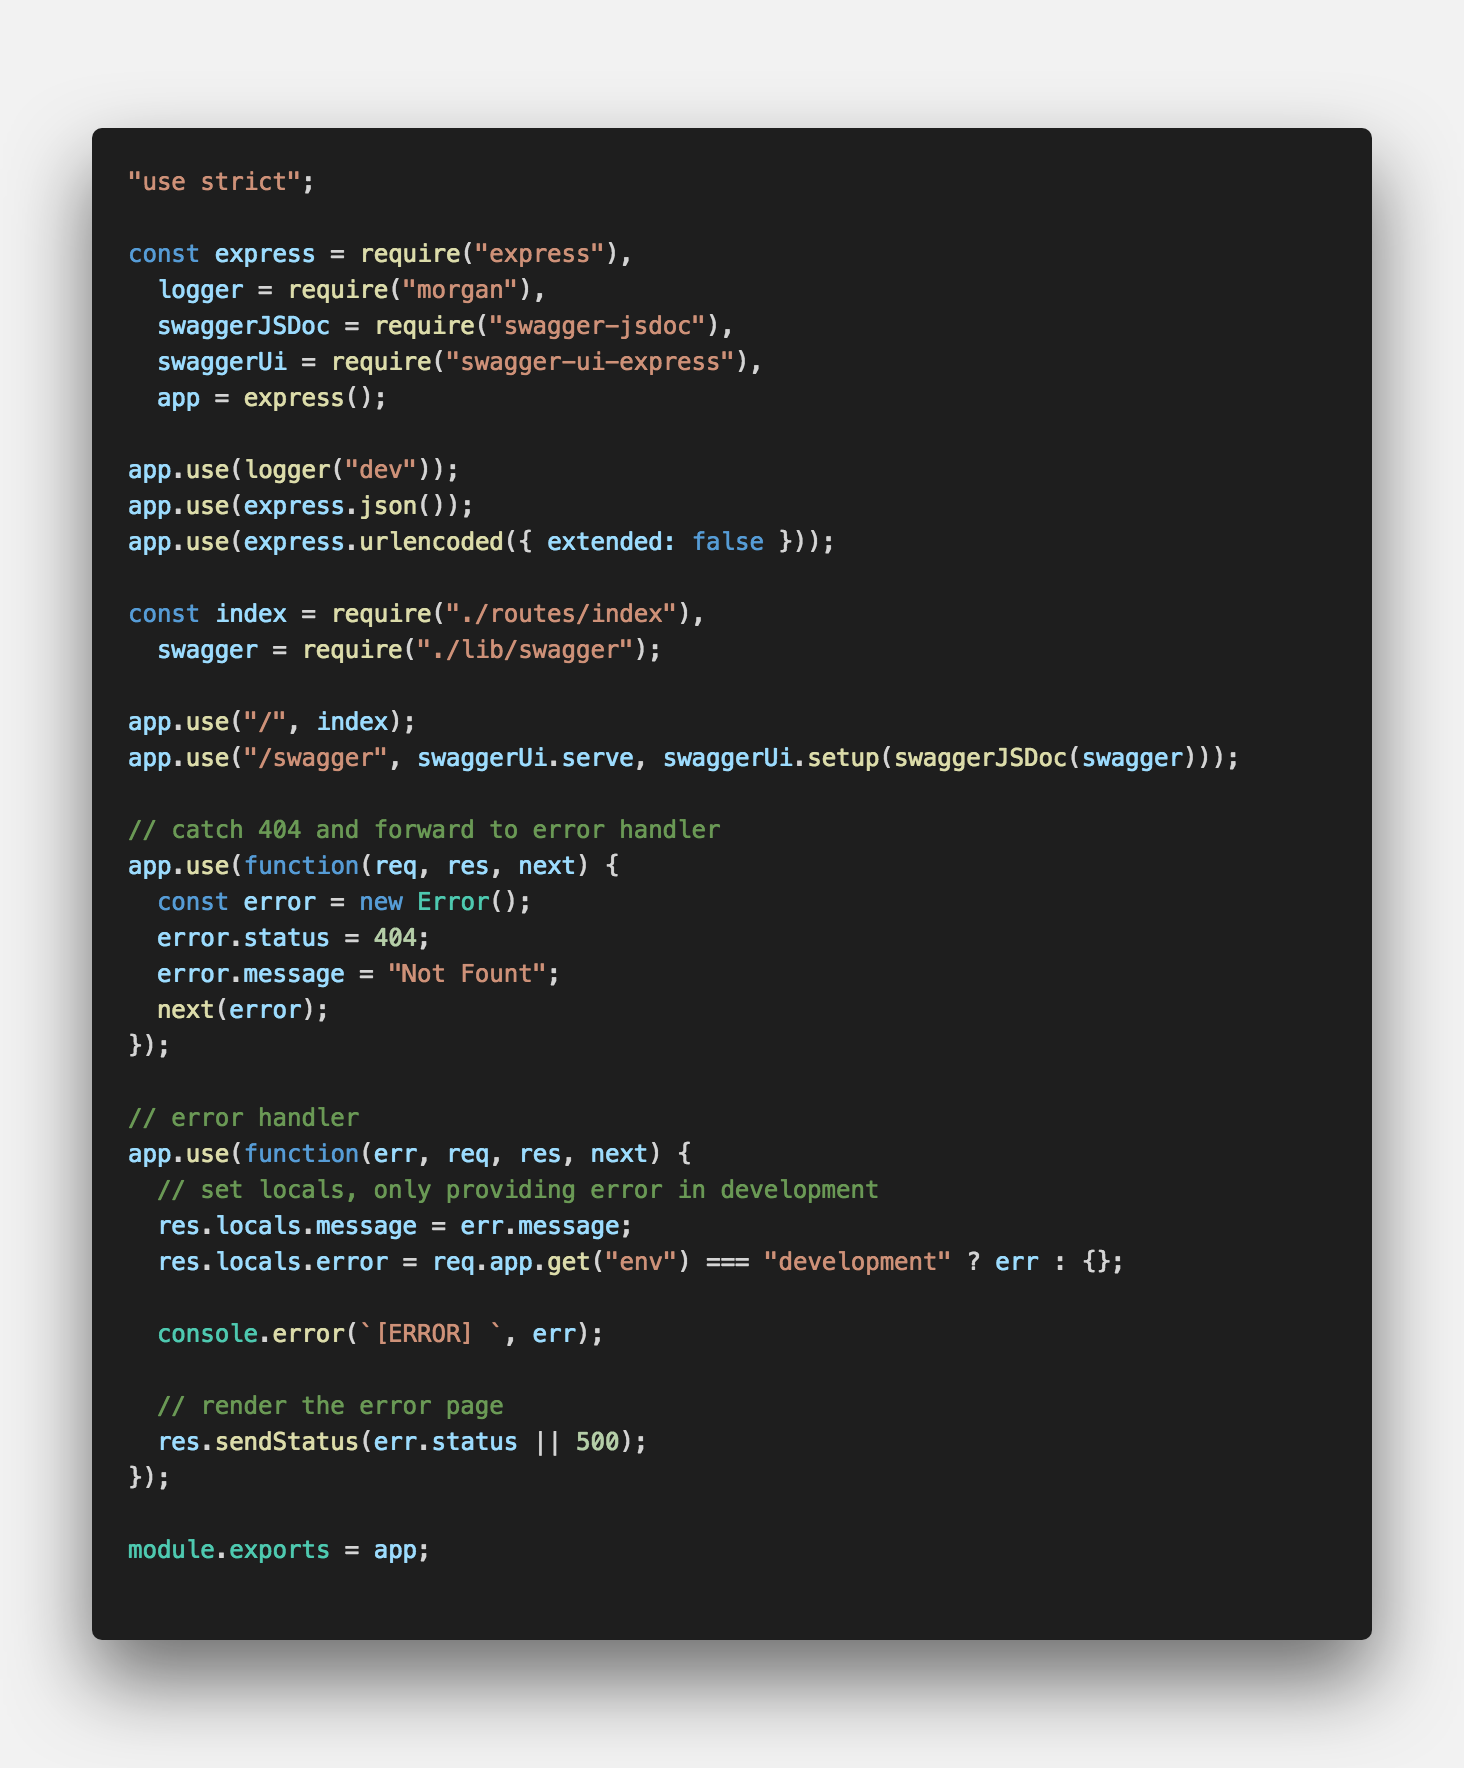 "use strict";

const express = require("express"),
  logger = require("morgan"),
  swaggerJSDoc = require("swagger-jsdoc"),
  swaggerUi = require("swagger-ui-express"),
  app = express();

app.use(logger("dev"));
app.use(express.json());
app.use(express.urlencoded({ extended: false }));

const index = require("./routes/index"),
  swagger = require("./lib/swagger");

app.use("/", index);
app.use("/swagger", swaggerUi.serve, swaggerUi.setup(swaggerJSDoc(swagger)));

// catch 404 and forward to error handler
app.use(function(req, res, next) {
  const error = new Error();
  error.status = 404;
  error.message = "Not Fount";
  next(error);
});

// error handler
app.use(function(err, req, res, next) {
  // set locals, only providing error in development
  res.locals.message = err.message;
  res.locals.error = req.app.get("env") === "development" ? err : {};

  console.error(`[ERROR] `, err);

  // render the error page
  res.sendStatus(err.status || 500);
});

module.exports = app;